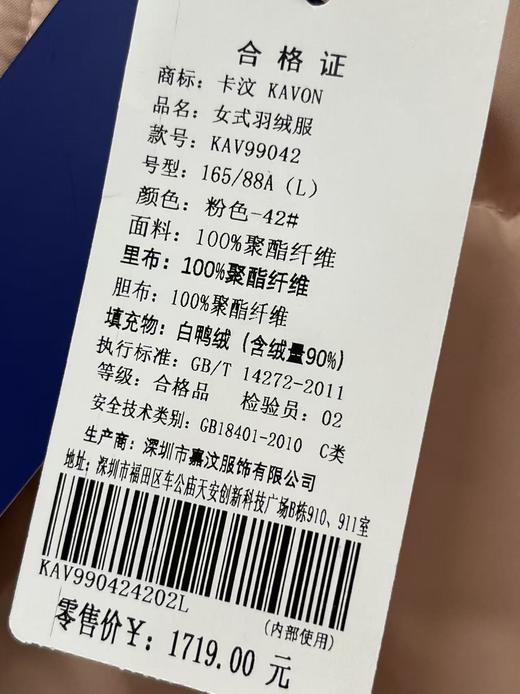 合格证
商标：卡汶 KAVON
品名：女式羽绒服
款号：KAV99042
号型：165/88A（L）
颜色：粉色-42#
面料：100%聚酯纤维
里布：100%聚酯纤维
胆布：100%聚酯纤维
填充物：白鸭绒（含绒量90%）
执行标准：GB/T 14272-2011
等级：合格品 检验员：02
安全技术类别：GB18401-2010 C类
生产商：深圳市嘉汶服饰有限公司
地址：深圳市福田区车公庙天安创新科技广场B栋910、911室
KAV990424202L
（内部使用）
零售价￥：1719.00 元